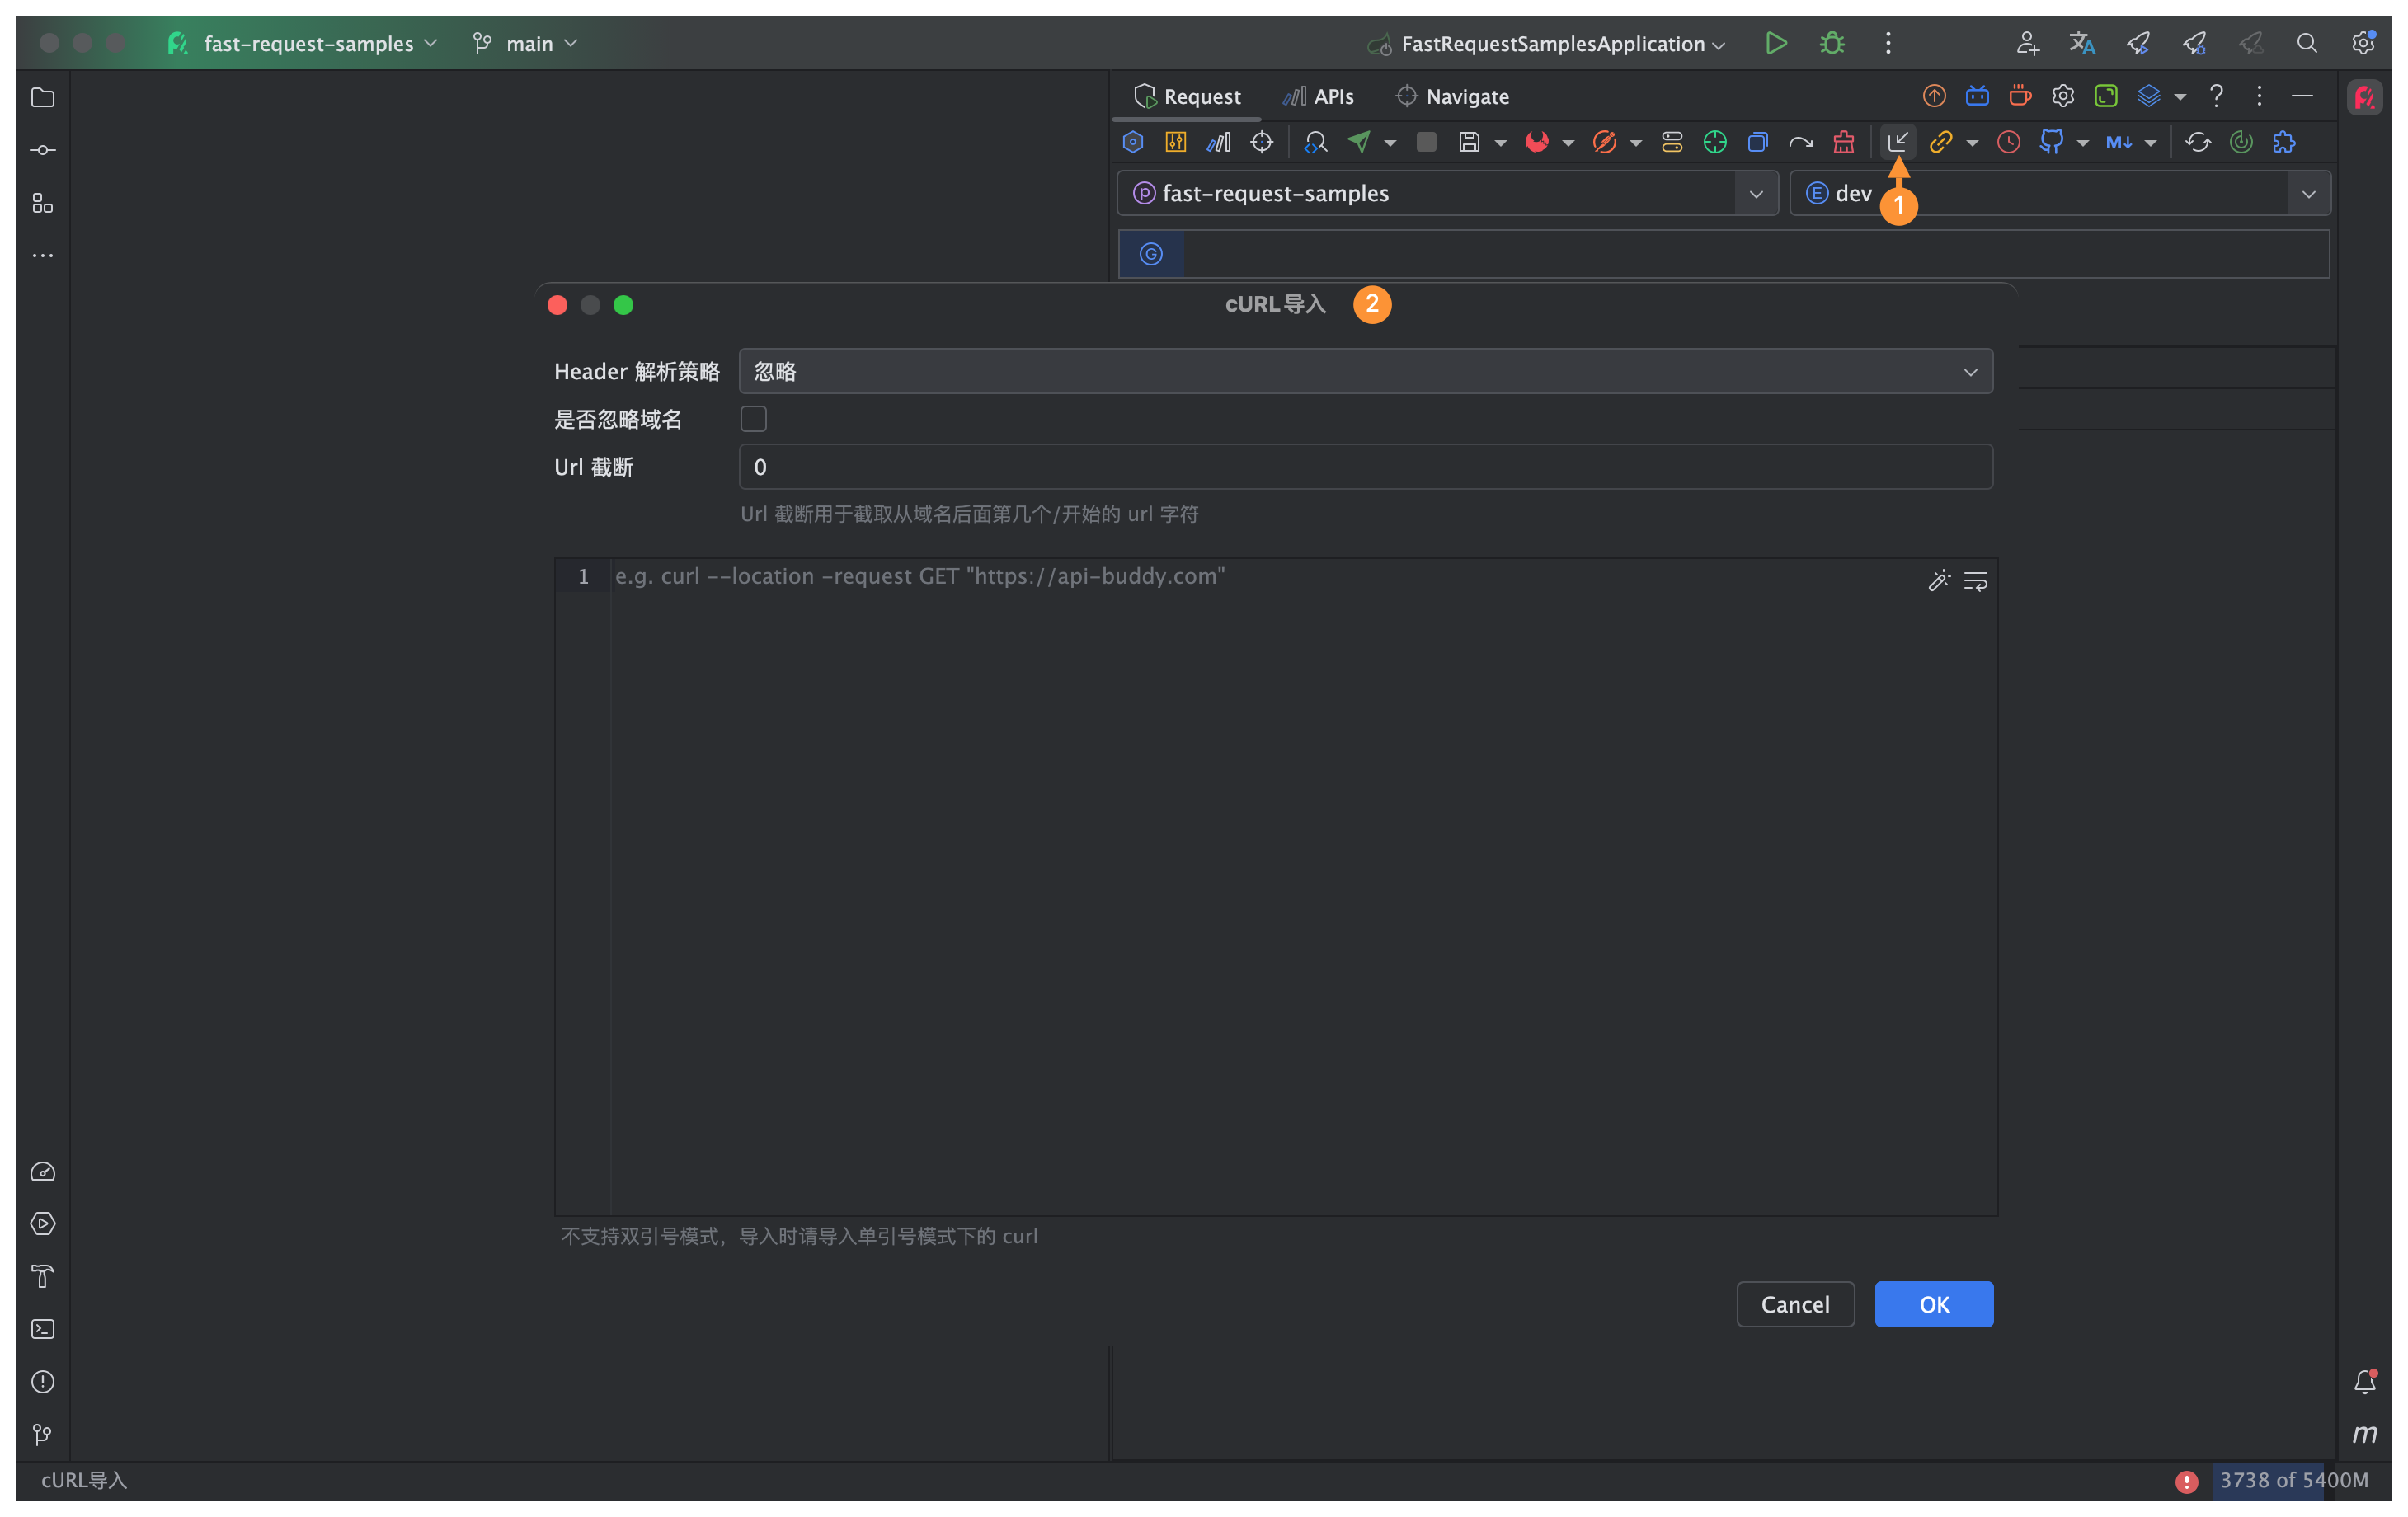 fast-request-samples
main
FastRequestSamplesApplication
Request
APIs
Navigate
fast-request-samples
dev
1
cURL导入
2
Header 解析策略
忽略
是否忽略域名
Url 截断
0
Url 截断用于截取从域名后面第几个/开始的 url 字符
1
e.g. curl --location -request GET "https://api-buddy.com"
不支持双引号模式，导入时请导入单引号模式下的 curl
Cancel
OK
cURL导入
3738 of 5400M